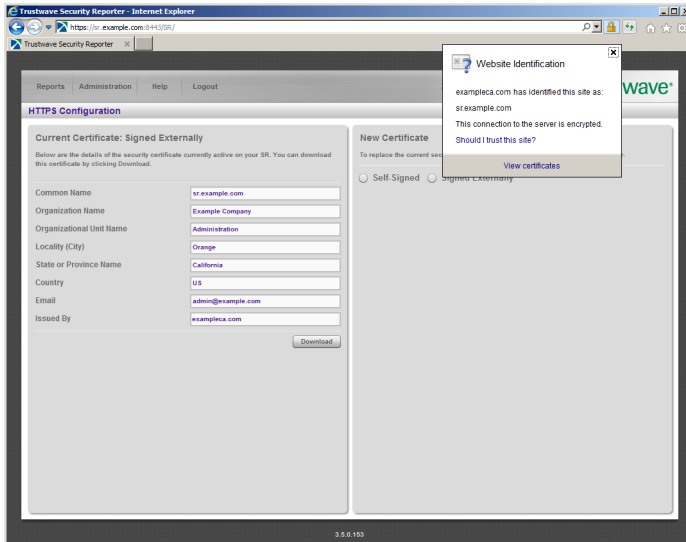 Trustwave Security Reporter - Internet Explorer
https://sr.example.com:8443/SR/
Trustwave Security Reporter
Website Identification
exampleca.com has identified this site as:
sr.example.com
This connection to the server is encrypted.
Should I trust this site?
View certificates
wave®
Reports Administration Help Logout
HTTPS Configuration
Current Certificate: Signed Externally
Below are the details of the security certificate currently active on your SR. You can download
this certificate by clicking Download.
Common Name sr.example.com
Organization Name Example Company
Organizational Unit Name Administration
Locality (City) Orange
State or Province Name California
Country US
Email admin@example.com
Issued By exampleca.com
Download
New Certificate
To replace the current sec
Self-Signed Signed Externally
3.5.0.153